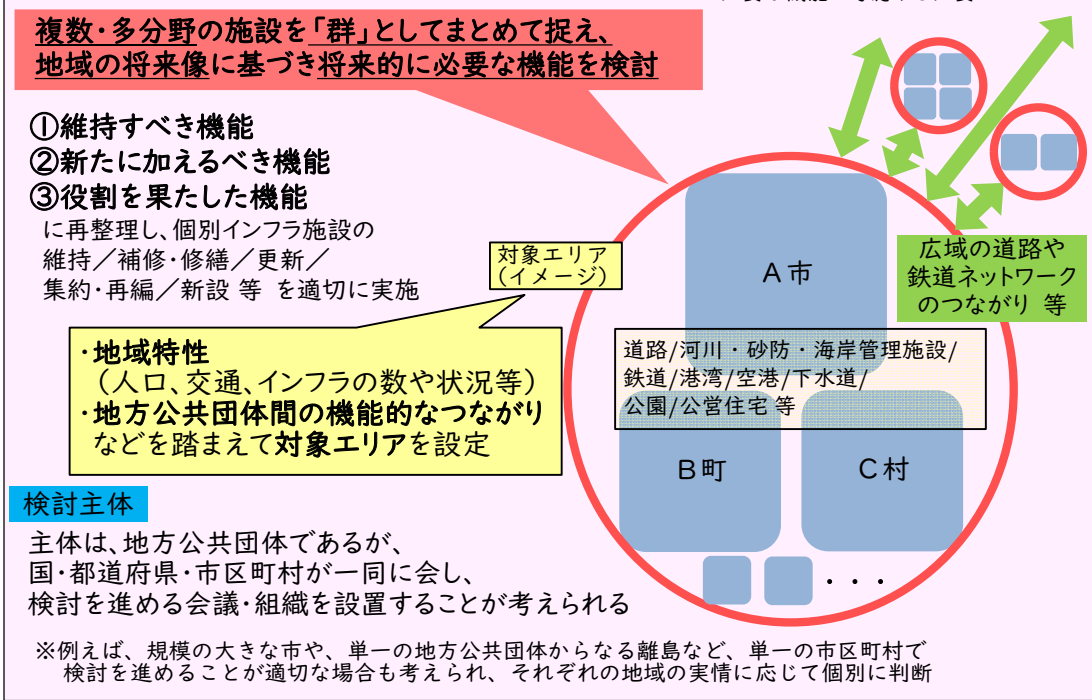 複数・多分野の施設を「群」としてまとめて捉え、
地域の将来像に基づき将来的に必要な機能を検討
①維持すべき機能
②新たに加えるべき機能
③役割を果たした機能
に再整理し、個別インフラ施設の
維持／補修・修繕／更新／
集約・再編／新設 等 を適切に実施
対象エリア
（イメージ）
・地域特性
（人口、交通、インフラの数や状況等）
・地方公共団体間の機能的なつながり
などを踏まえて対象エリアを設定
A市
広域の道路や
鉄道ネットワーク
のつながり 等
道路/河川・砂防・海岸管理施設/
鉄道/港湾/空港/下水道/
公園/公営住宅 等
B町
C村
・・・
検討主体
主体は、地方公共団体であるが、
国・都道府県・市区町村が一同に会し、
検討を進める会議・組織を設置することが考えられる
※例えば、規模の大きな市や、単一の地方公共団体からなる離島など、単一の市区町村で
検討を進めることが適切な場合も考えられ、それぞれの地域の実情に応じて個別に判断